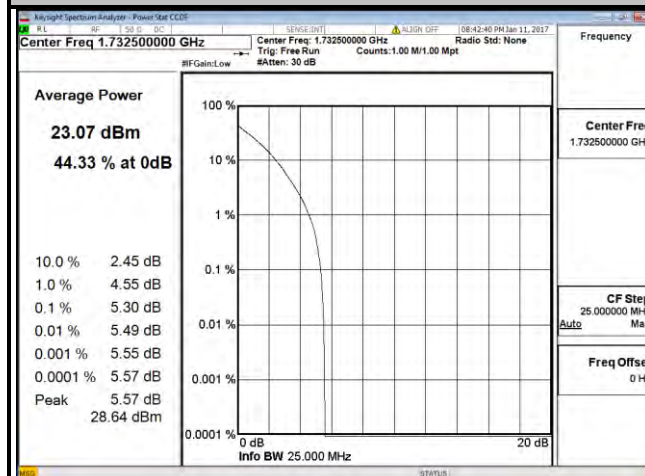 Keysight Spectrum Analyzer - Power Stat CCDF
RL RF 50 Ω DC SENSE:INT ALIGN OFF 08:42:40 PM Jan 11, 2017
Center Freq 1.732500000 GHz
Center Freq: 1.732500000 GHz Radio Std: None
Trig: Free Run Counts:1.00 M/1.00 Mpt
#IFGain:Low #Atten: 30 dB
Frequency
Average Power
23.07 dBm
44.33 % at 0dB
10.0 % 2.45 dB
1.0 % 4.55 dB
0.1 % 5.30 dB
0.01 % 5.49 dB
0.001 % 5.55 dB
0.0001 % 5.57 dB
Peak 5.57 dB
28.64 dBm
100 %
10 %
1 %
0.1 %
0.01 %
0.001 %
0.0001 %
0 dB 20 dB
Info BW 25.000 MHz
Center Fre
1.732500000 GH
CF Step
25.000000 MH
Auto Ma
Freq Offse
0 H
MSG STATUS